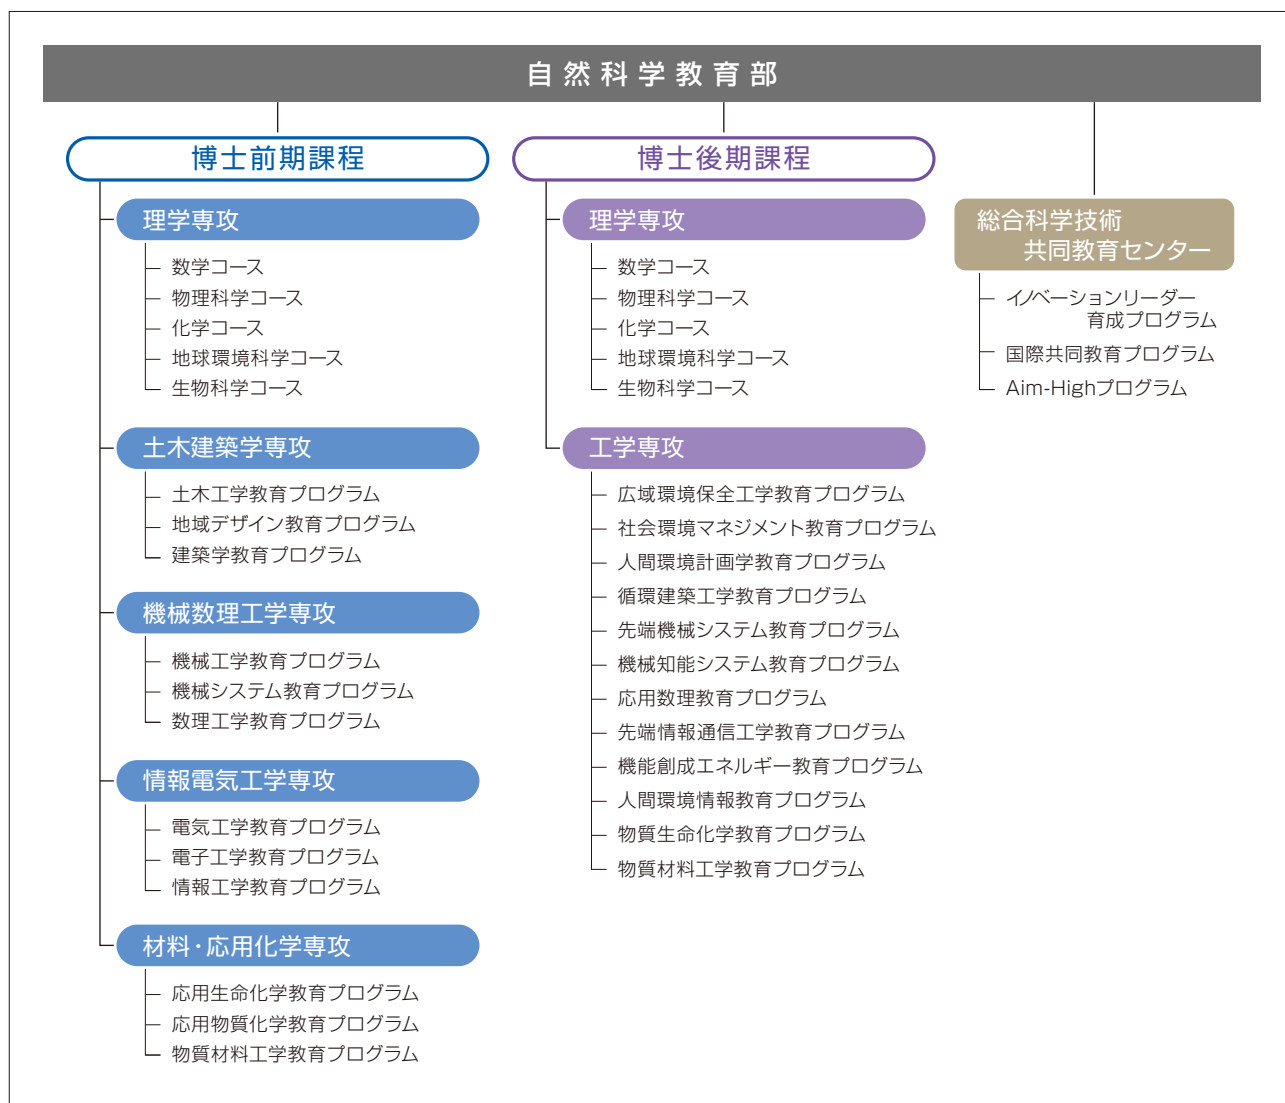 自然科学教育部
博士前期課程
理学専攻
数学コース
物理科学コース
化学コース
地球環境科学コース
生物科学コース
土木建築学専攻
土木工学教育プログラム
地域デザイン教育プログラム
建築学教育プログラム
機械数理工学専攻
機械工学教育プログラム
機械システム教育プログラム
数理工学教育プログラム
情報電気工学専攻
電気工学教育プログラム
電子工学教育プログラム
情報工学教育プログラム
材料・応用化学専攻
応用生命化学教育プログラム
応用物質化学教育プログラム
物質材料工学教育プログラム
博士後期課程
理学専攻
数学コース
物理科学コース
化学コース
地球環境科学コース
生物科学コース
工学専攻
広域環境保全工学教育プログラム
社会環境マネジメント教育プログラム
人間環境計画学教育プログラム
循環建築工学教育プログラム
先端機械システム教育プログラム
機械知能システム教育プログラム
応用数理教育プログラム
先端情報通信工学教育プログラム
機能創成エネルギー教育プログラム
人間環境情報教育プログラム
物質生命化学教育プログラム
物質材料工学教育プログラム
総合科学技術
共同教育センター
イノベーションリーダー
育成プログラム
国際共同教育プログラム
Aim-Highプログラム